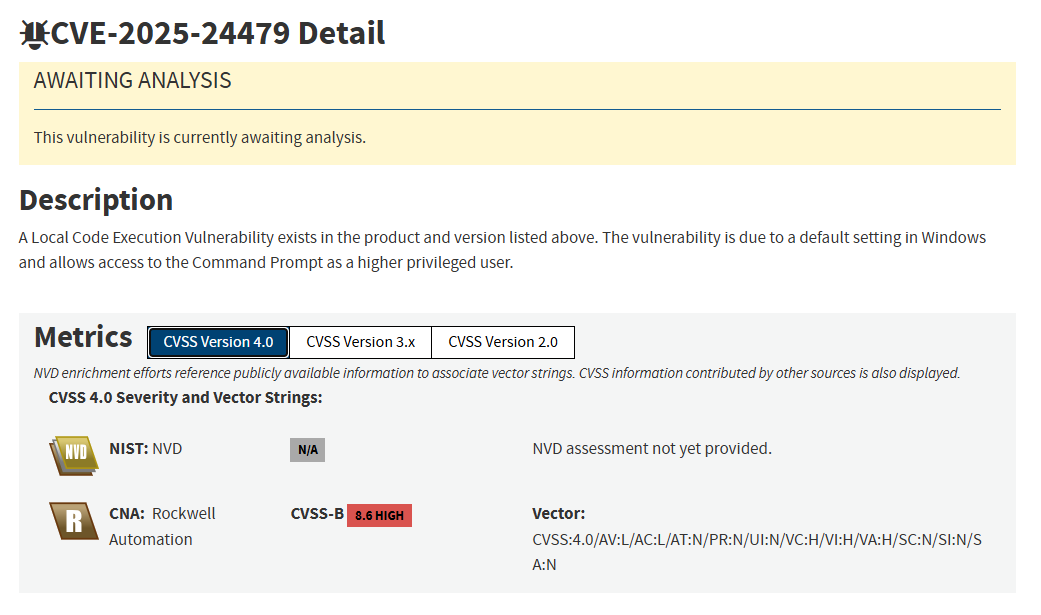 CVE-2025-24479 Detail
AWAITING ANALYSIS
This vulnerability is currently awaiting analysis.
Description
A Local Code Execution Vulnerability exists in the product and version listed above. The vulnerability is due to a default setting in Windows
and allows access to the Command Prompt as a higher privileged user.
Metrics CVSS Version 4.0 CVSS Version 3.x CVSS Version 2.0
NVD enrichment efforts reference publicly available information to associate vector strings. CVSS information contributed by other sources is also displayed.
CVSS 4.0 Severity and Vector Strings:
NVD NIST: NVD N/A NVD assessment not yet provided.
R CNA: Rockwell CVSS-B 8.6 HIGH Vector:
Automation CVSS:4.0/AV:L/AC:L/AT:N/PR:N/UI:N/VC:H/VI:H/VA:H/SC:N/SI:N/S
A:N